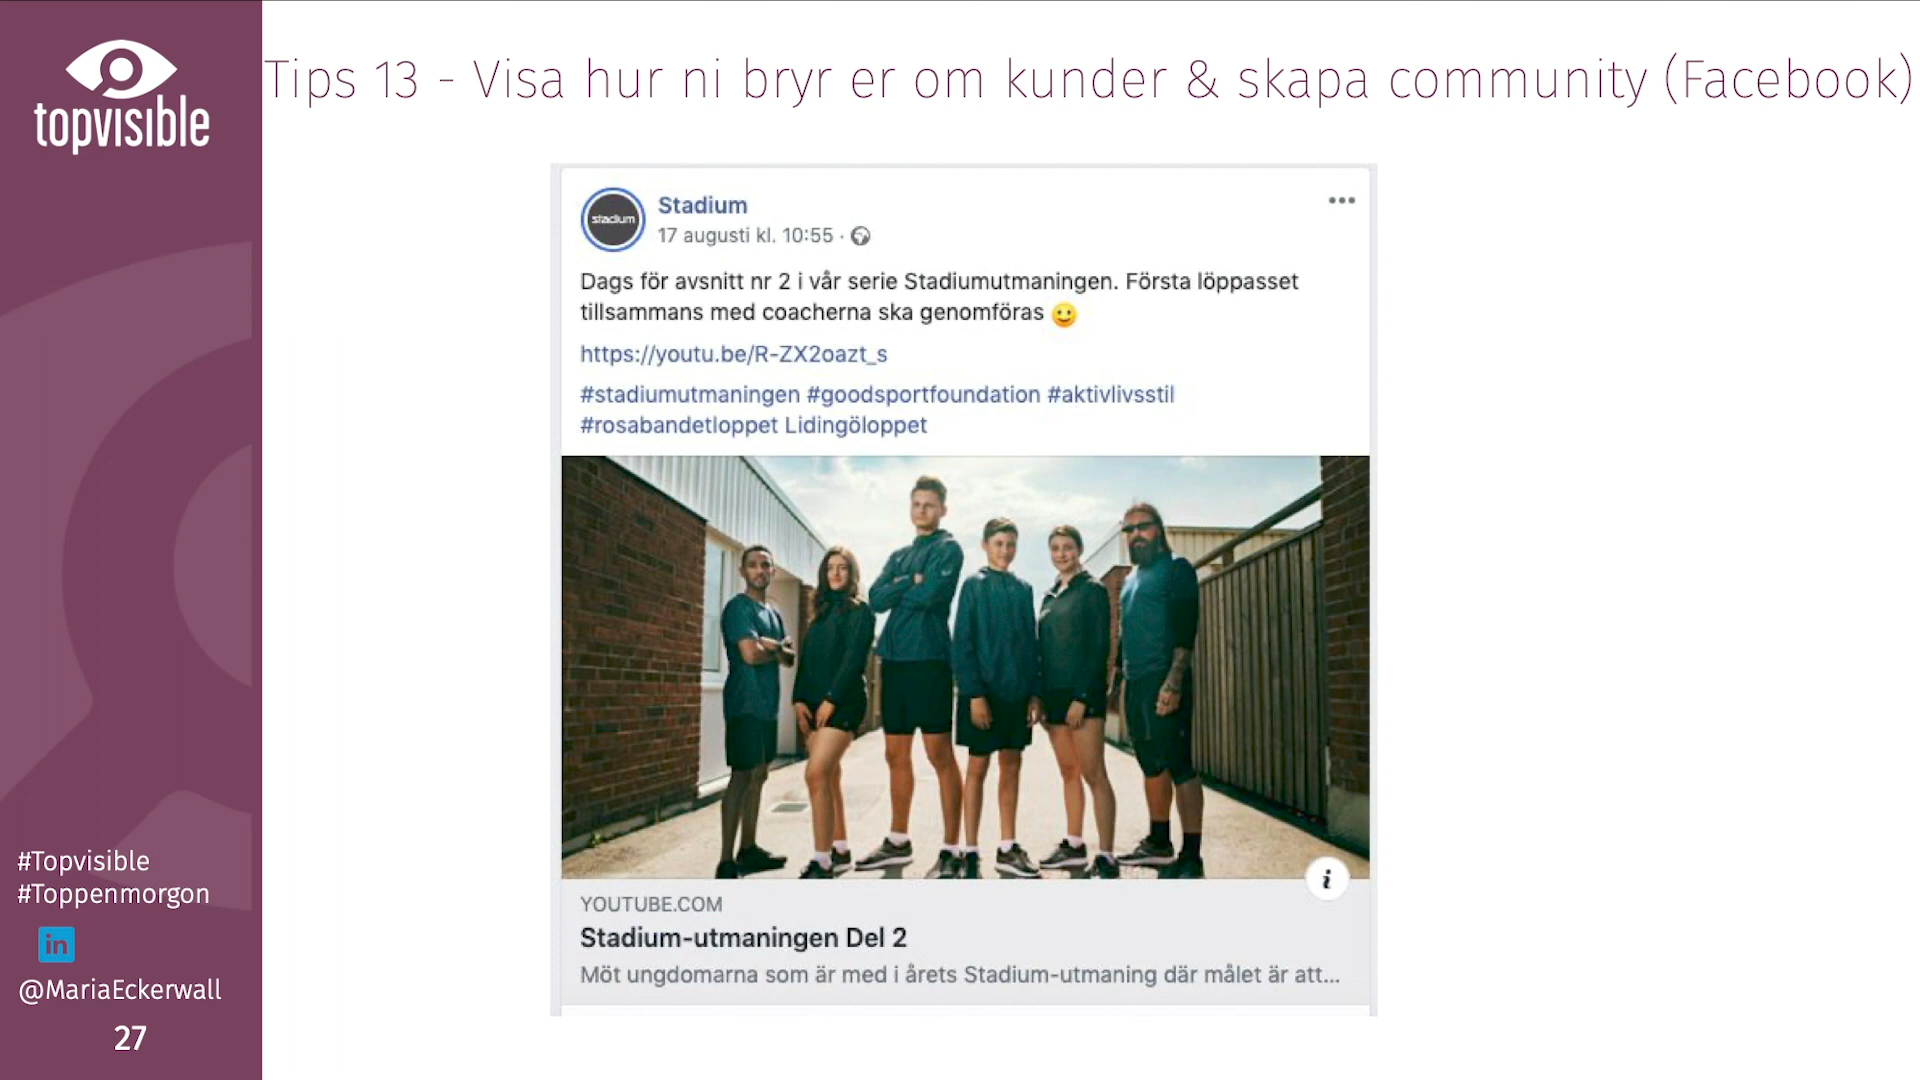 topvisible
Tips 13 - Visa hur ni bryr er om kunder & skapa community (Facebook)
stadium
Stadium
17 augusti kl. 10:55 ·
Dags för avsnitt nr 2 i vår serie Stadiumutmaningen. Första löppasset
tillsammans med coacherna ska genomföras
https://youtu.be/R-ZX2oazt_s
#stadiumutmaningen #goodsportfoundation #aktivlivsstil
#rosabandetloppet Lidingöloppet
i
YOUTUBE.COM
Stadium-utmaningen Del 2
Möt ungdomarna som är med i årets Stadium-utmaning där målet är att...
#Topvisible
#Toppenmorgon
in
@MariaEckerwall
27